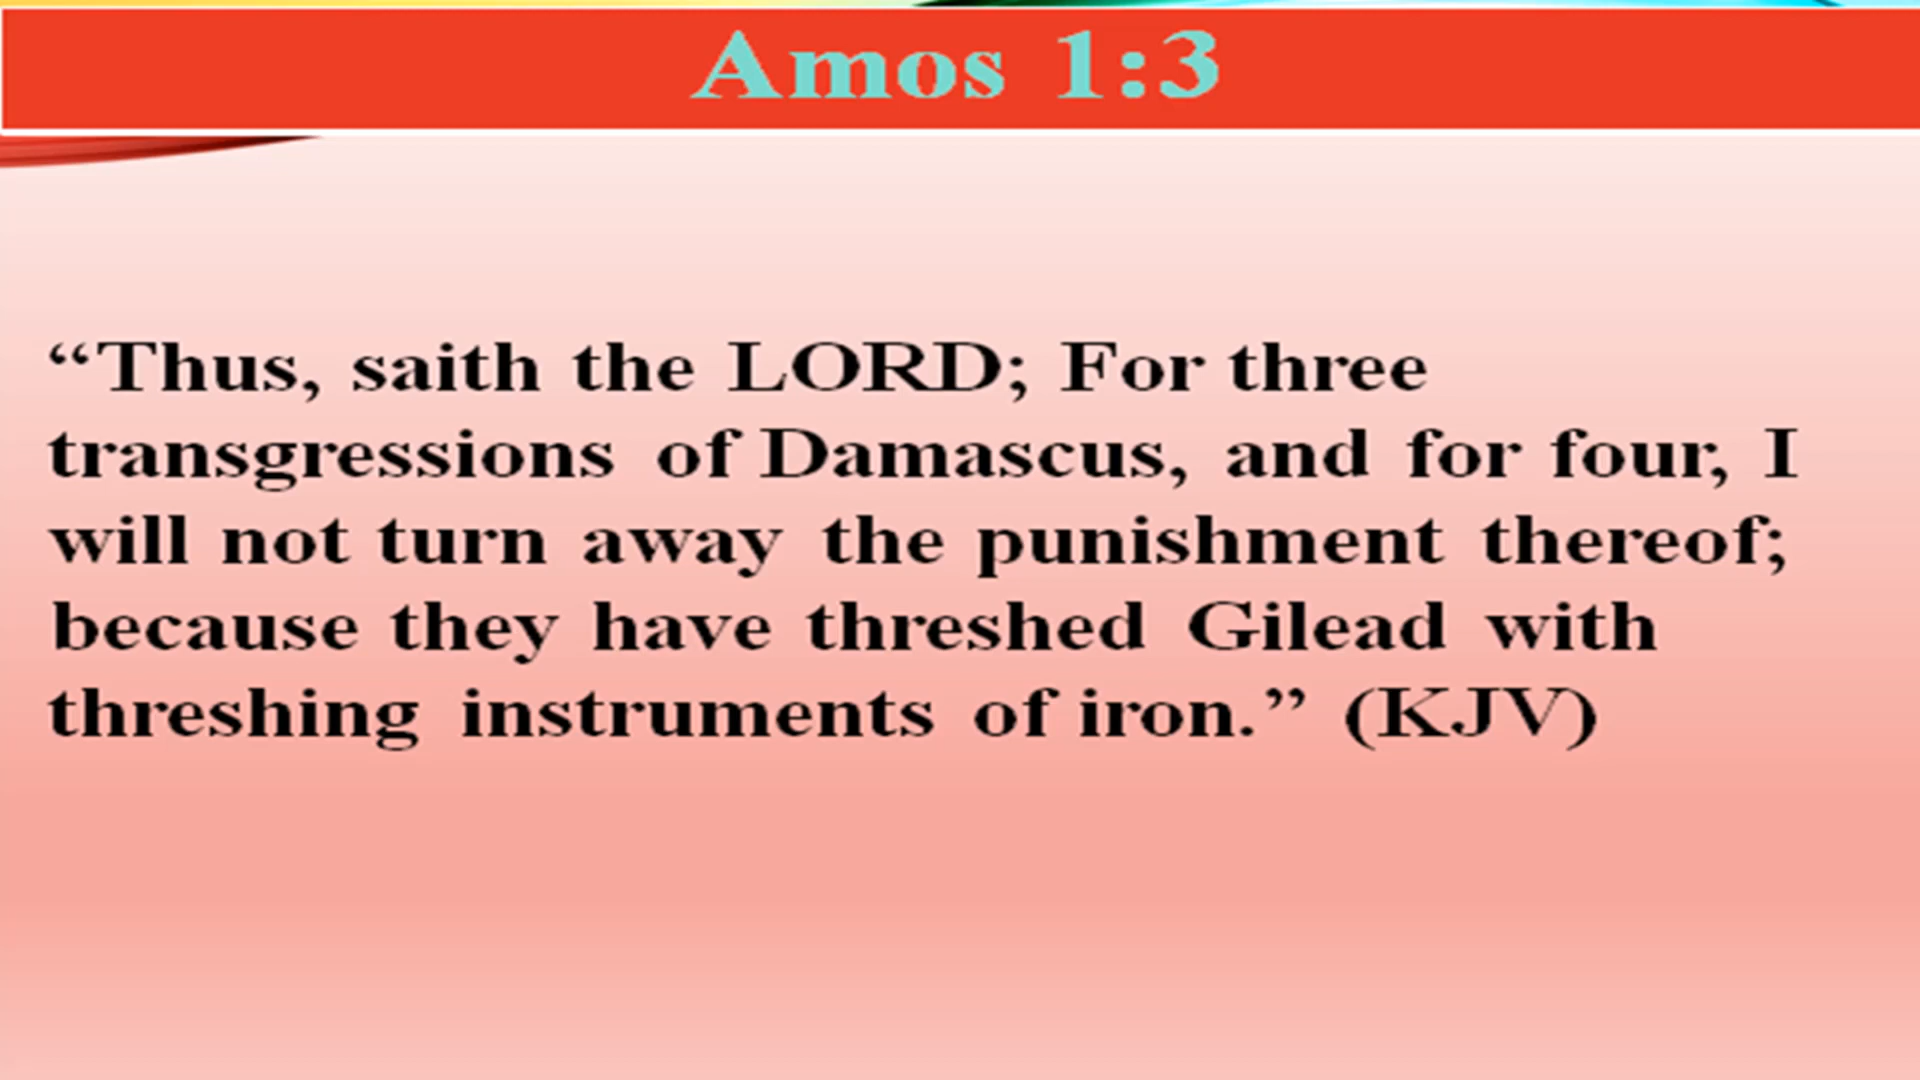 Amos 1:3
“Thus, saith the LORD; For three
transgressions of Damascus, and for four, I
will not turn away the punishment thereof;
because they have threshed Gilead with
threshing instruments of iron.” (KJV)